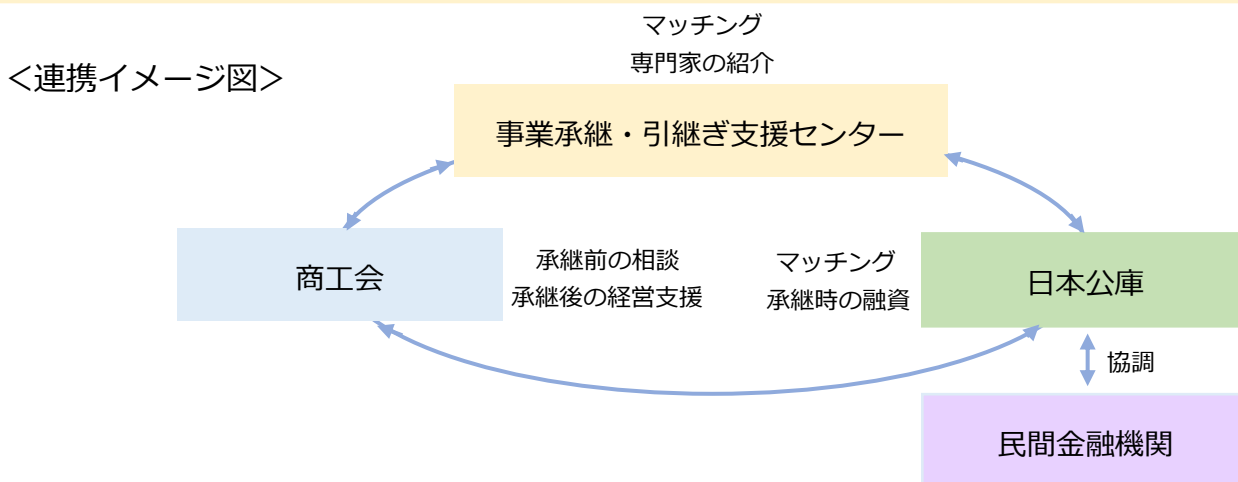 マッチング
専門家の紹介
＜連携イメージ図＞
事業承継・引継ぎ支援センター
商工会
承継前の相談
承継後の経営支援
マッチング
承継時の融資
日本公庫
協調
民間金融機関